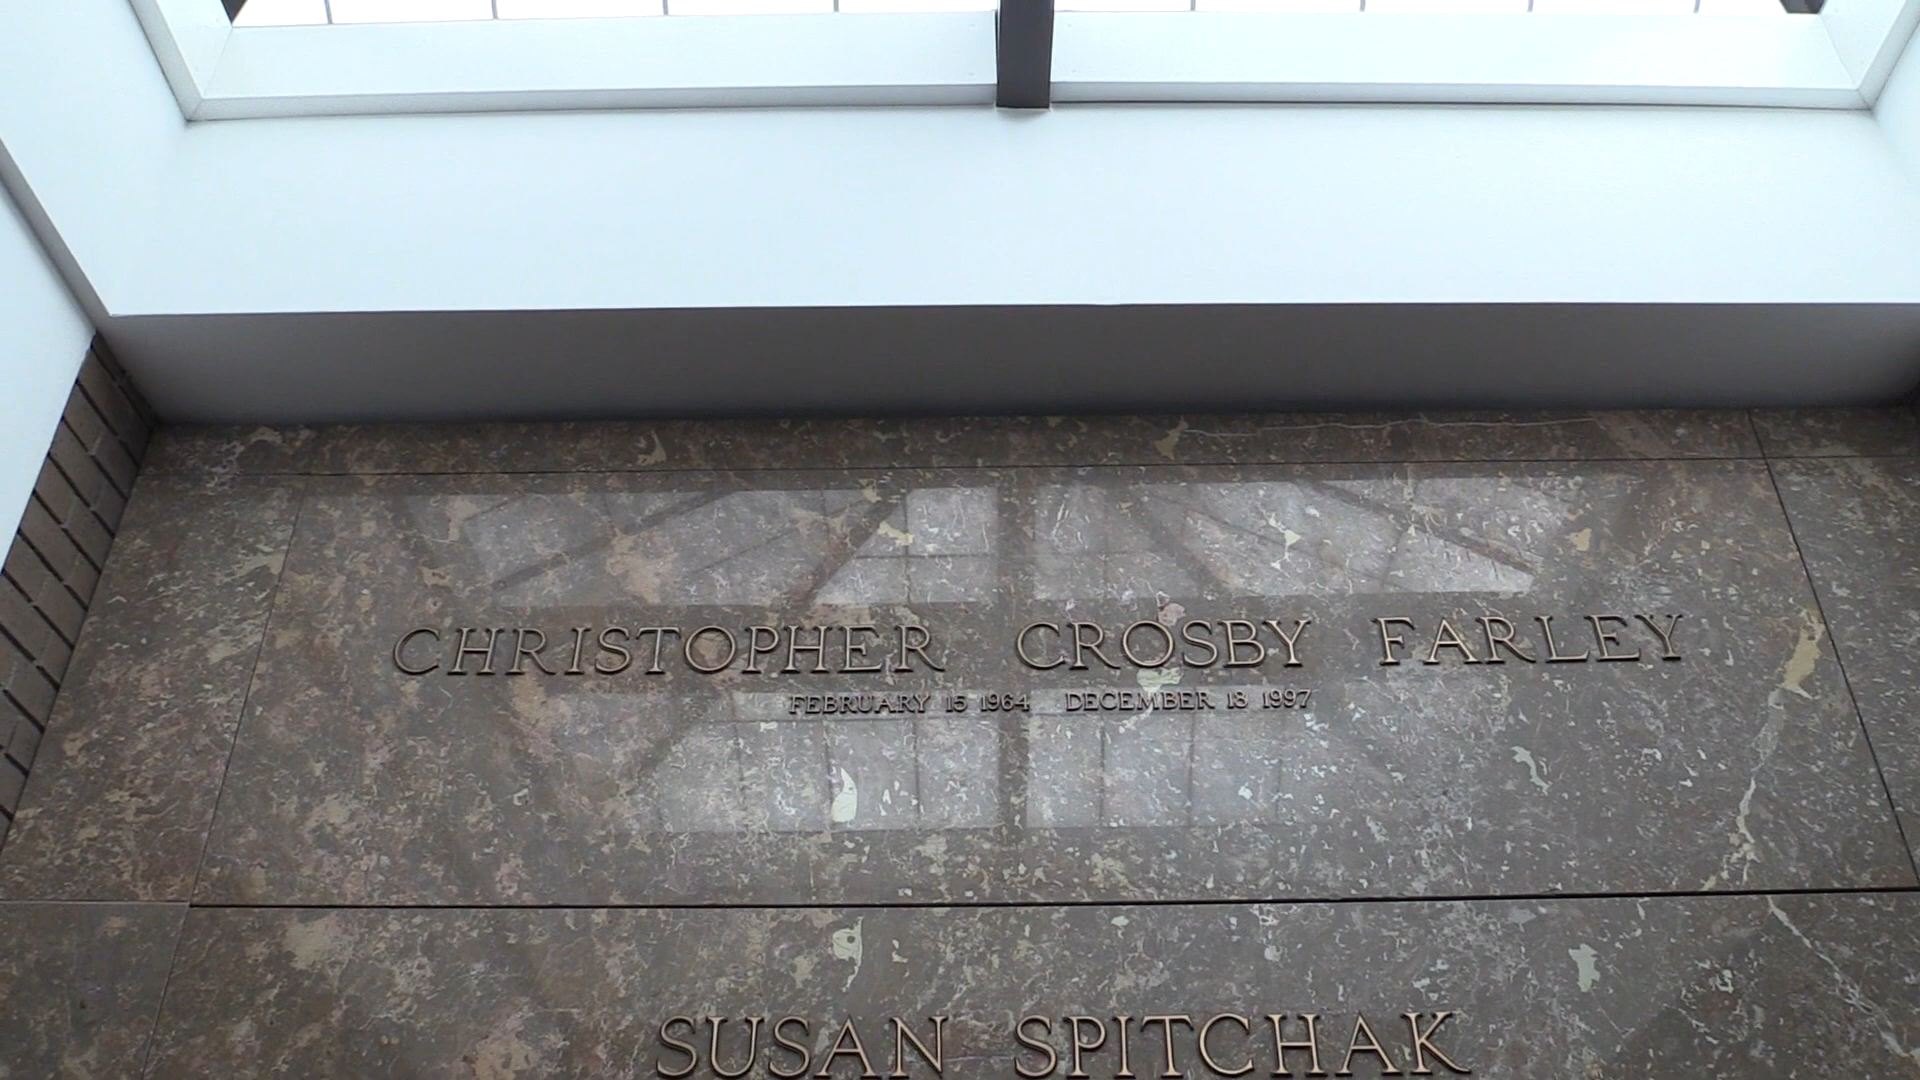 CHRISTOPHER CROSBY FARLEY
FEBRUARY 15 1964 DECEMBER 18 1997
SUSAN SPITCHAK